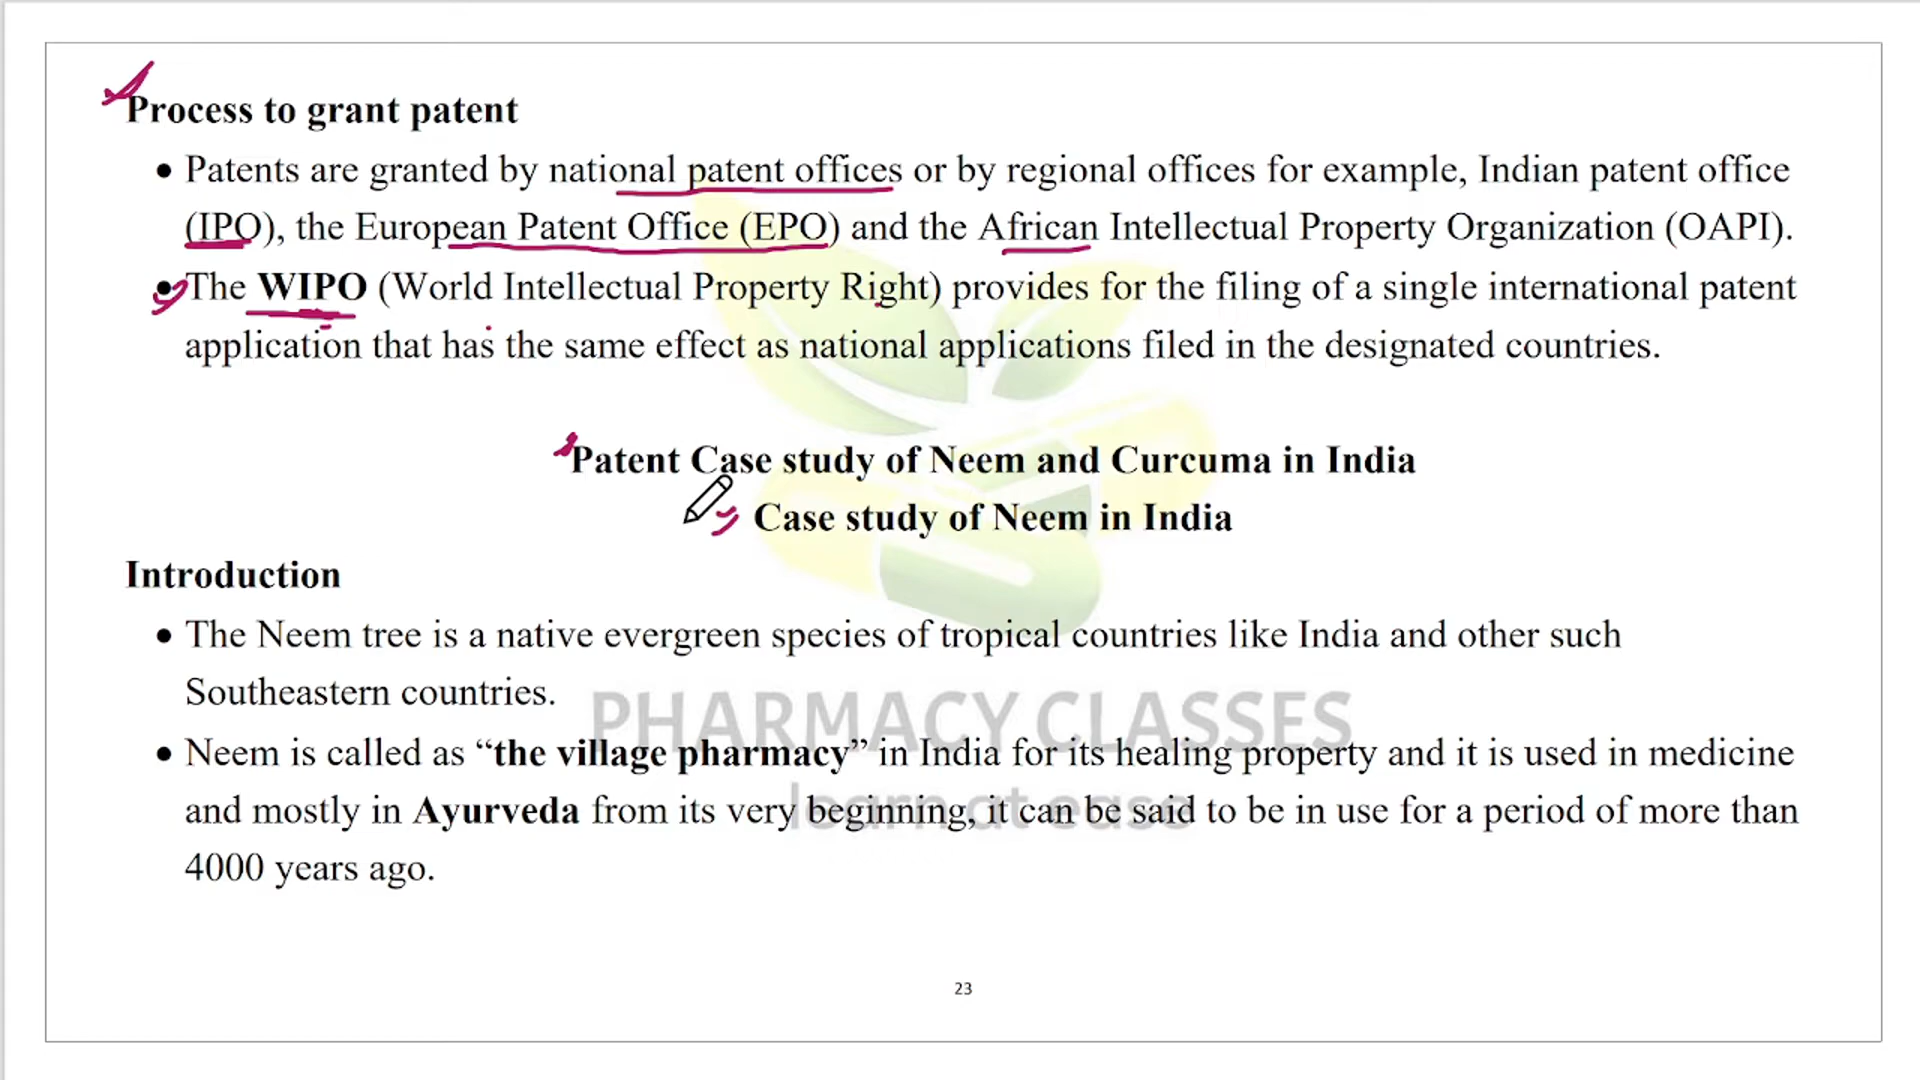 Process to grant patent
• Patents are granted by national patent offices or by regional offices for example, Indian patent office
(IPO), the European Patent Office (EPO) and the African Intellectual Property Organization (OAPI).
• The WIPO (World Intellectual Property Right) provides for the filing of a single international patent
application that has the same effect as national applications filed in the designated countries.
Patent Case study of Neem and Curcuma in India
Case study of Neem in India
Introduction
• The Neem tree is a native evergreen species of tropical countries like India and other such
Southeastern countries.
PHARMACY CLASSES
• Neem is called as “the village pharmacy” in India for its healing property and it is used in medicine
learn at ease
and mostly in Ayurveda from its very beginning, it can be said to be in use for a period of more than
4000 years ago.
23